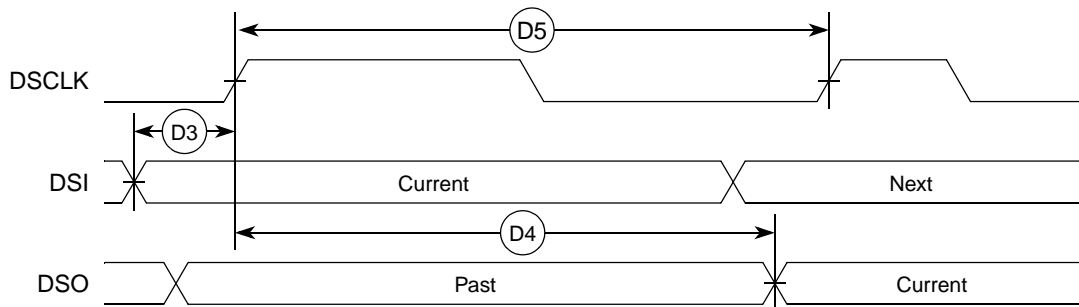 D5
DSCLK
D3
DSI Current Next
D4
DSO Past Current